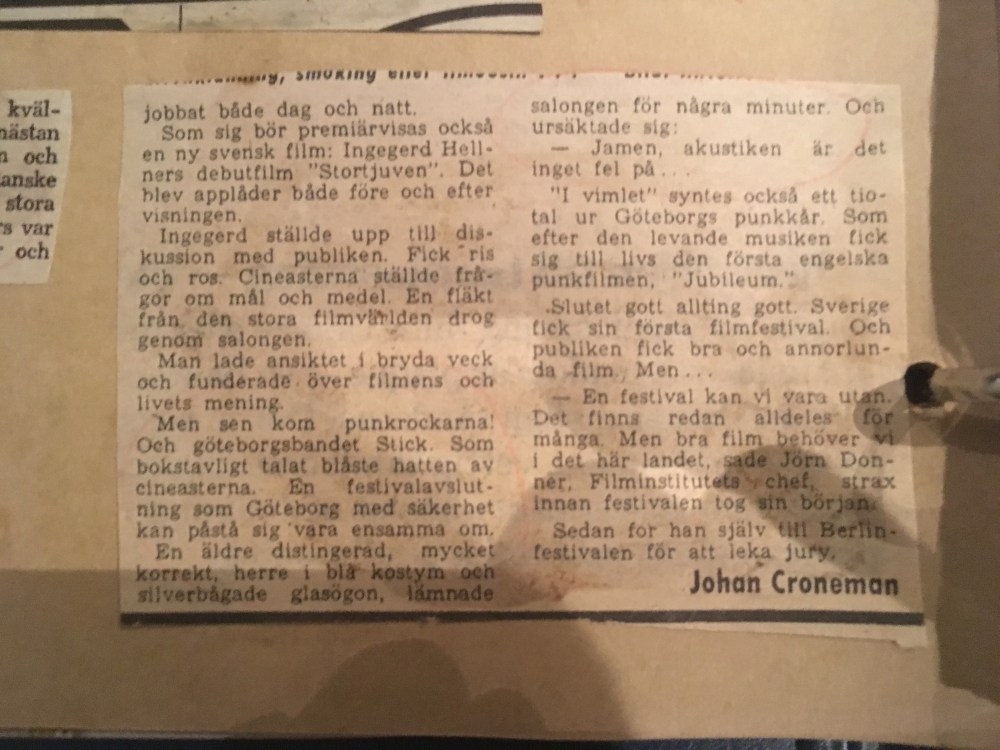 kväl-
nästan
och
anske
stora
var
och
smoking eller
jobbat både dag och natt.
Som sig bör premiärvisas också
en ny svensk film: Ingegerd Hell-
ners debutfilm "Stortjuven". Det
blev applåder både före och efter
visningen.
Ingegerd ställde upp till dis-
kussion med publiken. Fick ris
och ros. Cineasterna ställde frå-
gor om mål och medel. En fläkt
från den stora filmvärlden drog
genom salongen.
Man lade ansiktet i bryda veck
och funderade över filmens och
livets mening.
Men sen kom punkrockarna!
Och göteborgsbandet Stick. Som
bokstavligt talat blåste hatten av
cineasterna. En festivalavslut-
ning som Göteborg med säkerhet
kan påstå sig vara ensamma om.
En äldre distingerad, mycket
korrekt, herre i blå kostym och
silverbågade glasögon, lämnade
salongen för några minuter. Och
ursäktade sig:
— Jamen, akustiken är det
inget fel på...
"I vimlet" syntes också ett tio-
tal ur Göteborgs punkkår. Som
efter den levande musiken fick
sig till livs den första engelska
punkfilmen, "Jubileum."
Slutet gott allting gott. Sverige
fick sin första filmfestival. Och
publiken fick bra och annorlun-
da film. Men...
— En festival kan vi vara utan.
Det finns redan alldeles för
många. Men bra film behöver vi
i det här landet, sade Jörn Don-
ner, Filminstitutets chef, strax
innan festivalen tog sin början.
Sedan for han själv till Berlin-
festivalen för att leka jury.
Johan Croneman